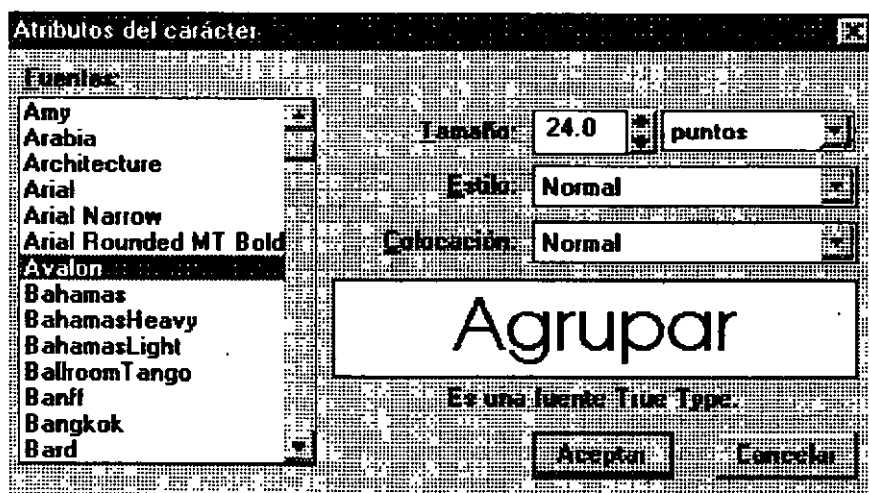 Atributos del carácter
Fuentes:
Amy
Arabia
Architecture
Arial
Arial Narrow
Arial Rounded MT Bold
Avalon
Bahamas
BahamasHeavy
BahamasLight
BallroomTango
Banff
Bangkok
Bard
Tamaño: 24.0 puntos
Estilo: Normal
Colocación: Normal
Agrupar
Es una fuente True Type.
Aceptar Cancelar